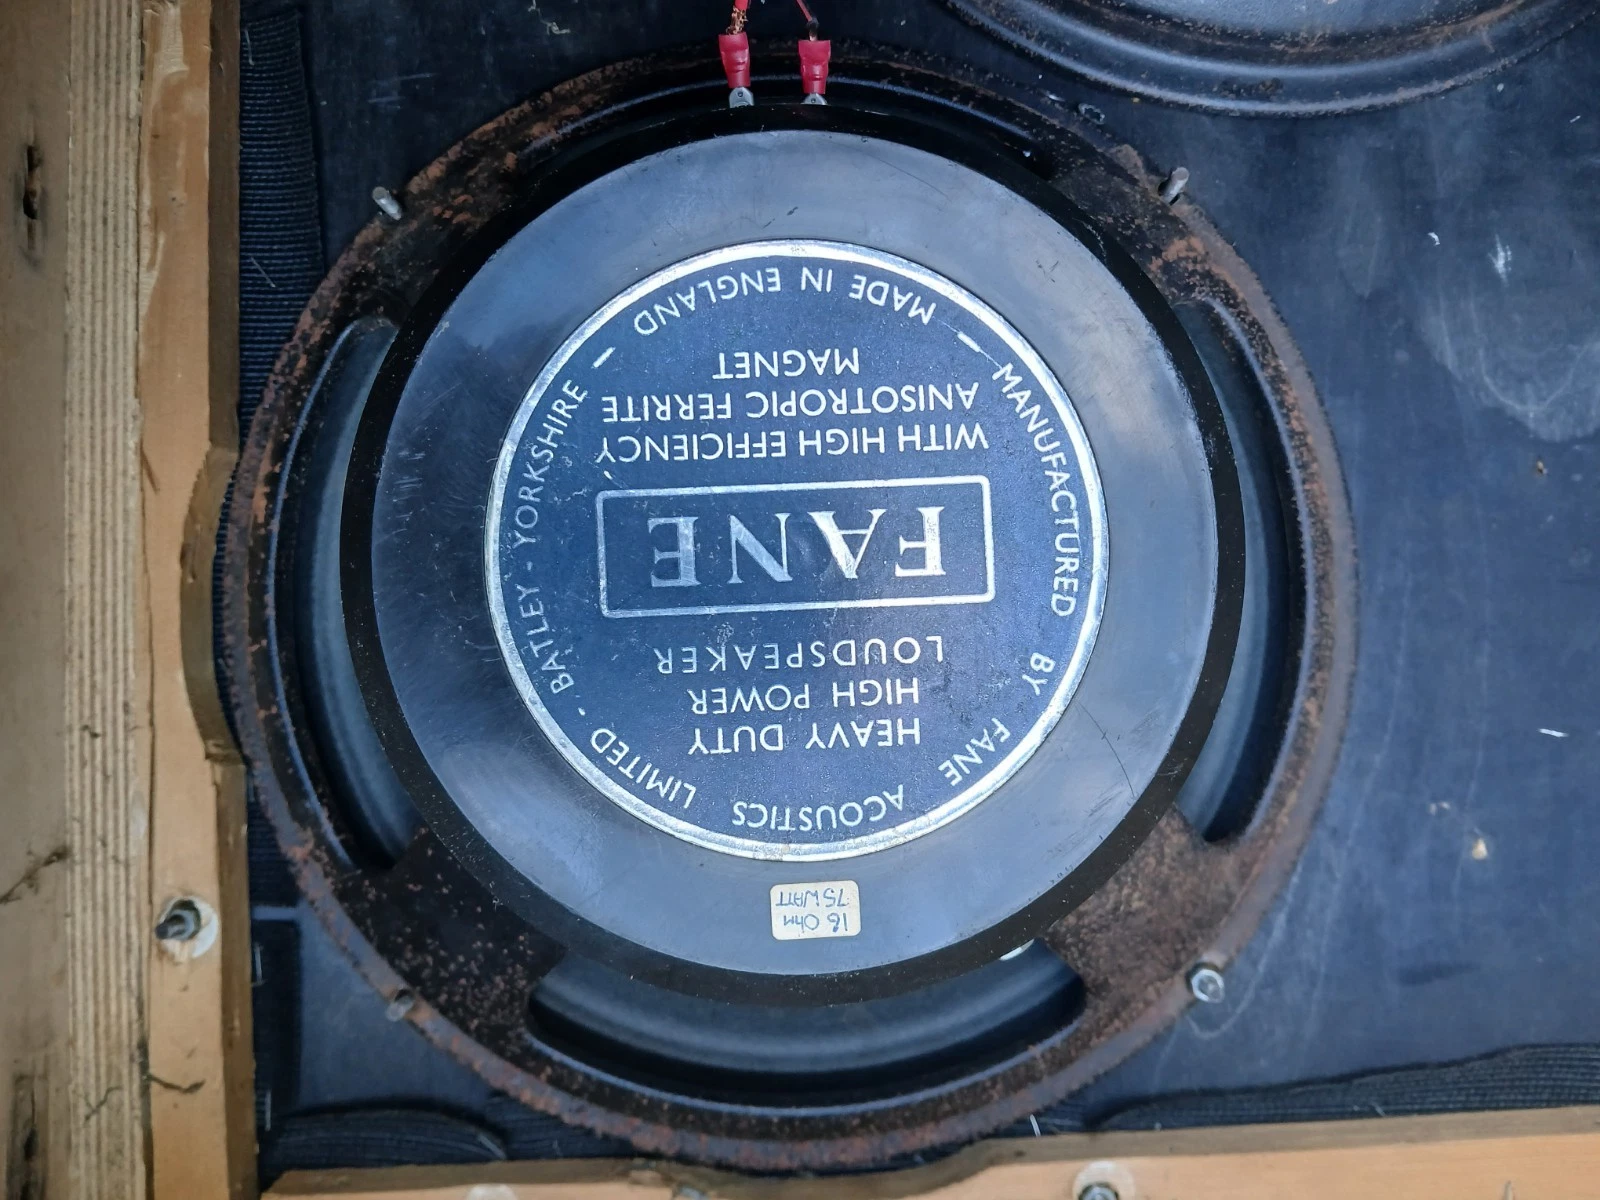 HEAVY DUTY
HIGH POWER
LOUDSPEAKER
FANE
WITH HIGH EFFICIENCY
ANISOTROPIC FERRITE
MAGNET
MANUFACTURED BY FANE ACOUSTICS LIMITED - BATLEY - YORKSHIRE — MADE IN ENGLAND —
16 Ohm
75 WATT